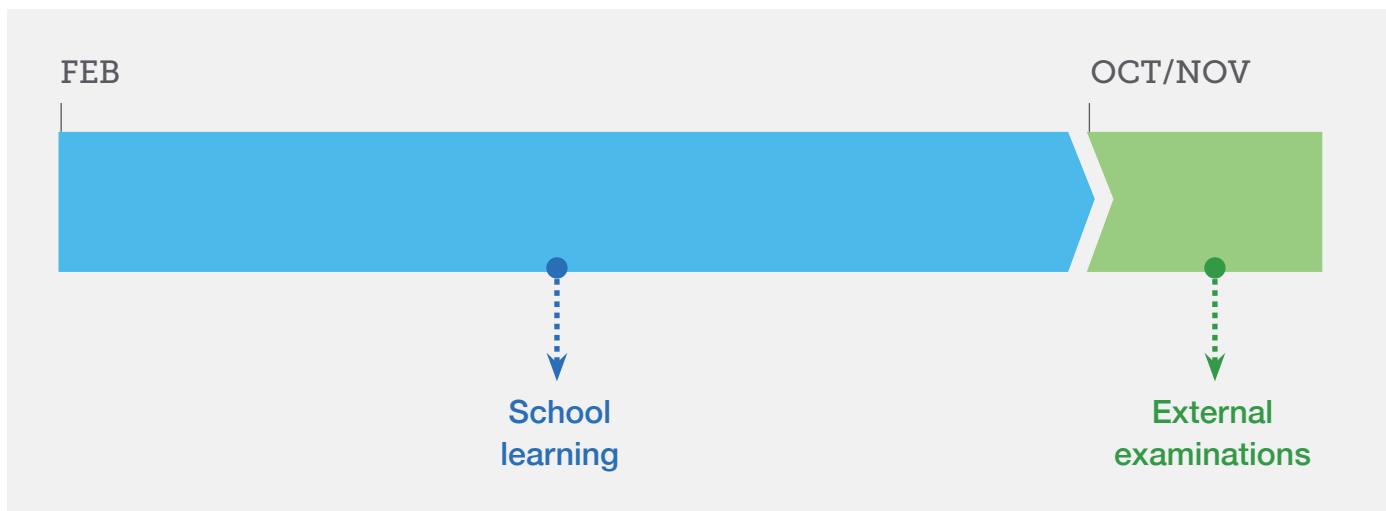 FEB
OCT/NOV
School
learning
External
examinations